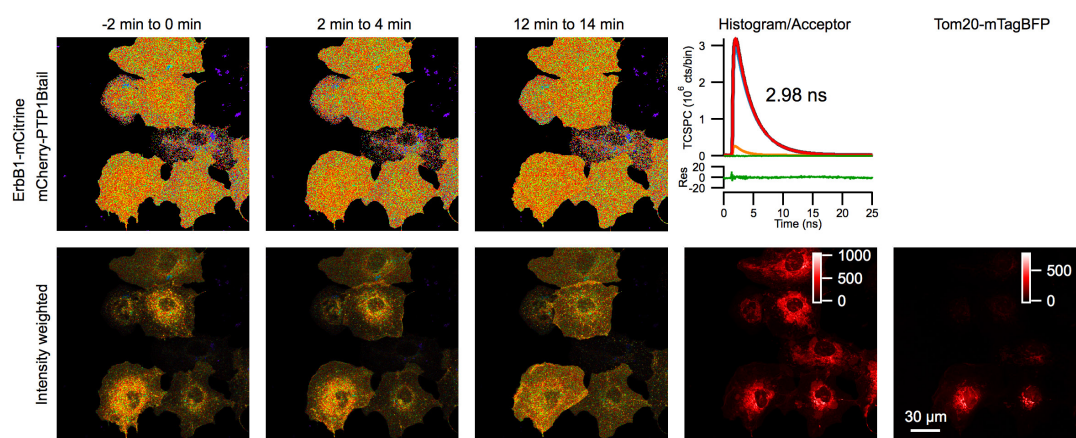 -2 min to 0 min
2 min to 4 min
12 min to 14 min
Histogram/Acceptor
Tom20-mTagBFP
ErbB1-mCitrine
mCherry-PTP1Btail
TCSPC (10⁶ cts/bin)
3
2
1
0
2.98 ns
Res
20
0
-20
0 5 10 15 20 25
Time (ns)
Intensity weighted
1000
500
0
500
0
30 µm